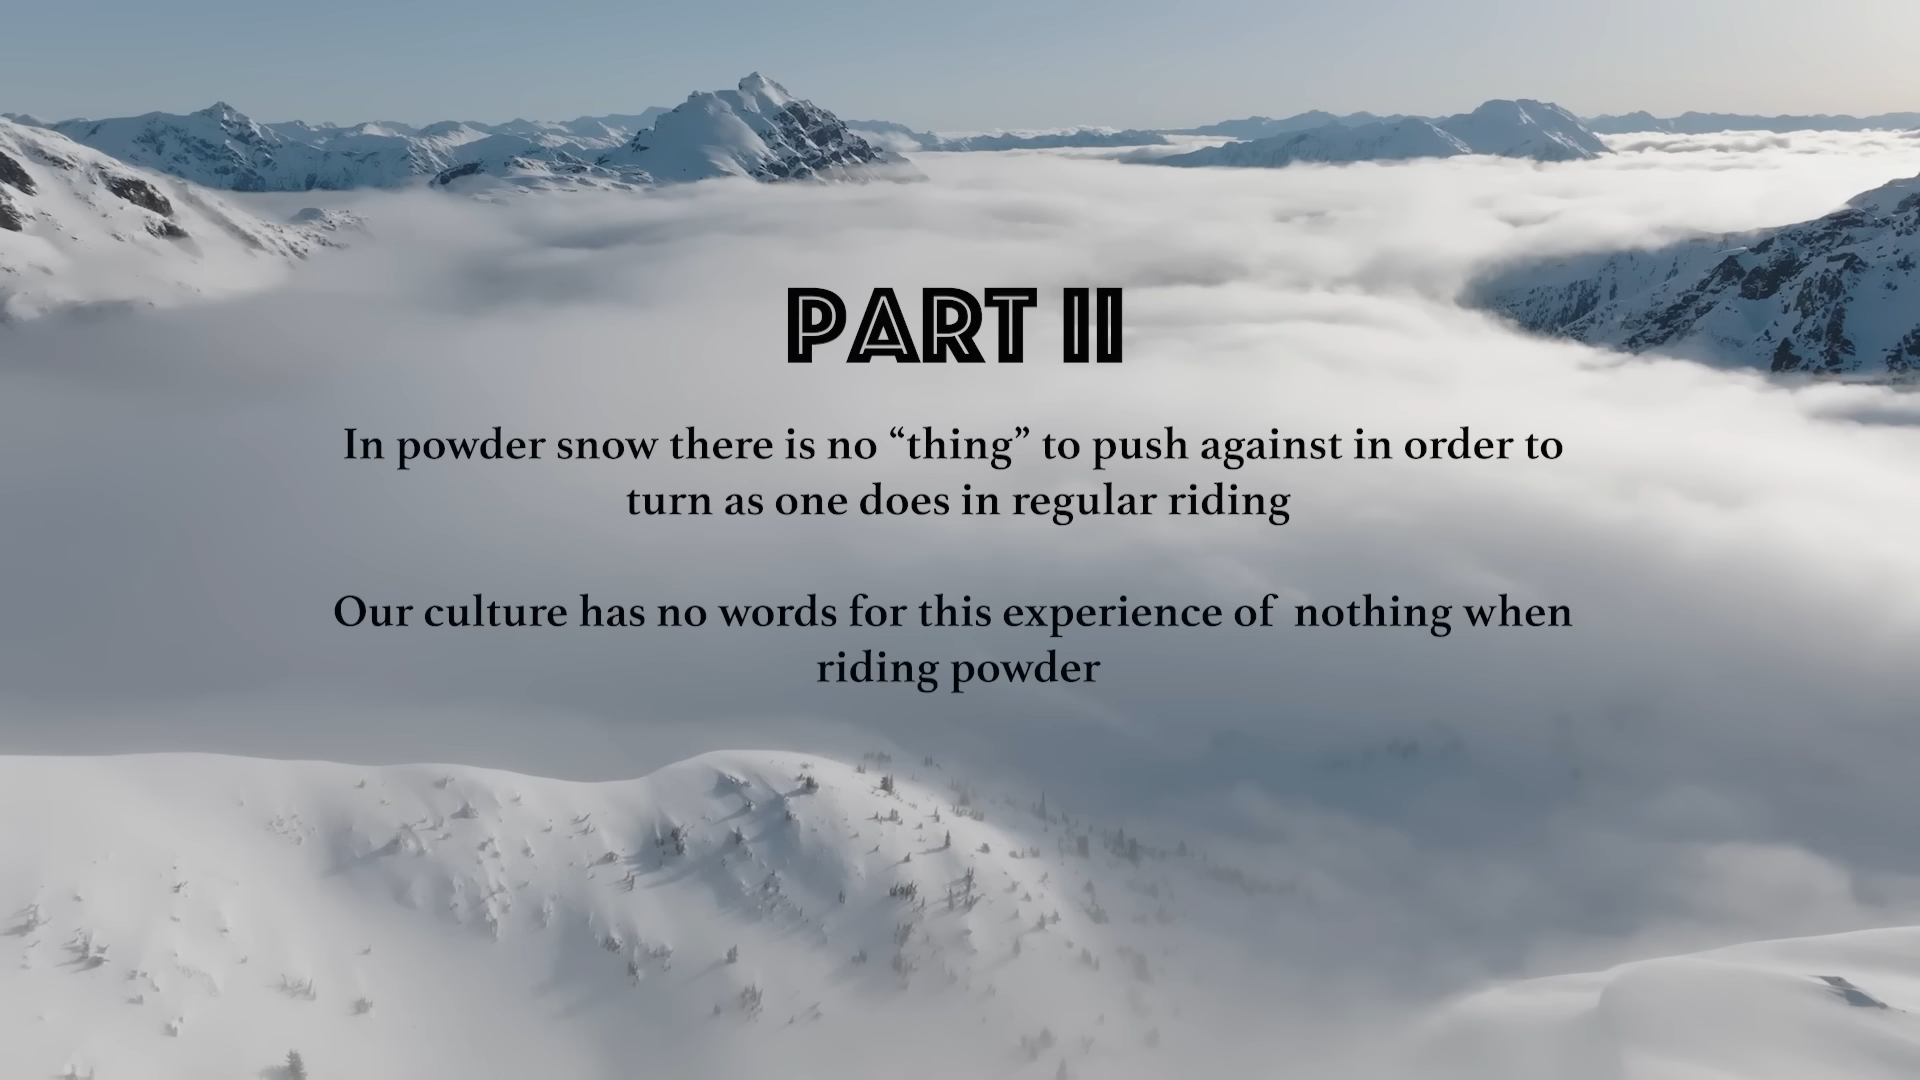 PART II
In powder snow there is no “thing” to push against in order to
turn as one does in regular riding
Our culture has no words for this experience of  nothing when
riding powder